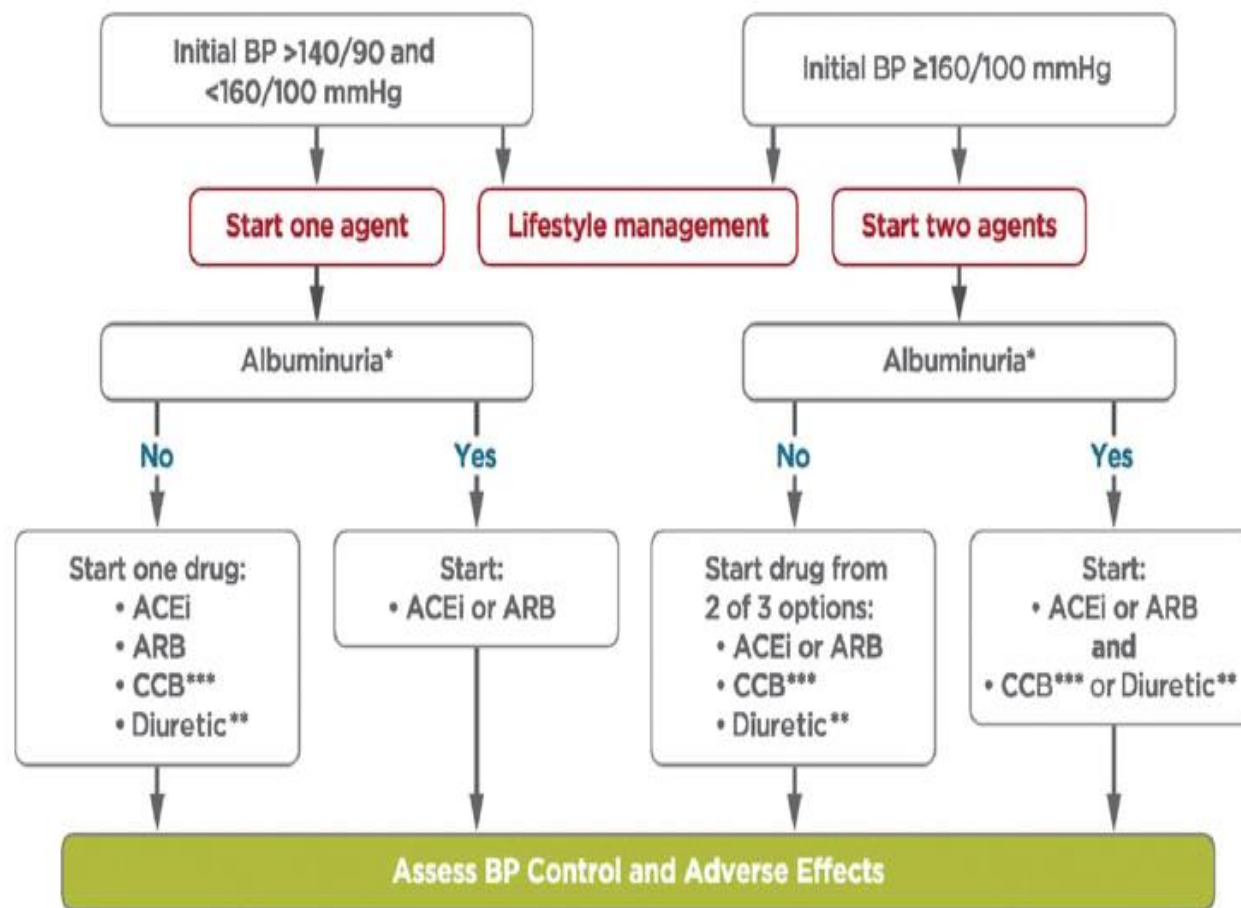 Initial BP >140/90 and
<160/100 mmHg
Initial BP ≥160/100 mmHg
Start one agent
Lifestyle management
Start two agents
Albuminuria*
Albuminuria*
No
Yes
No
Yes
Start one drug:
• ACEi
• ARB
• CCB***
• Diuretic**
Start:
• ACEi or ARB
Start drug from
2 of 3 options:
• ACEi or ARB
• CCB***
• Diuretic**
Start:
• ACEi or ARB
and
• CCB*** or Diuretic**
Assess BP Control and Adverse Effects